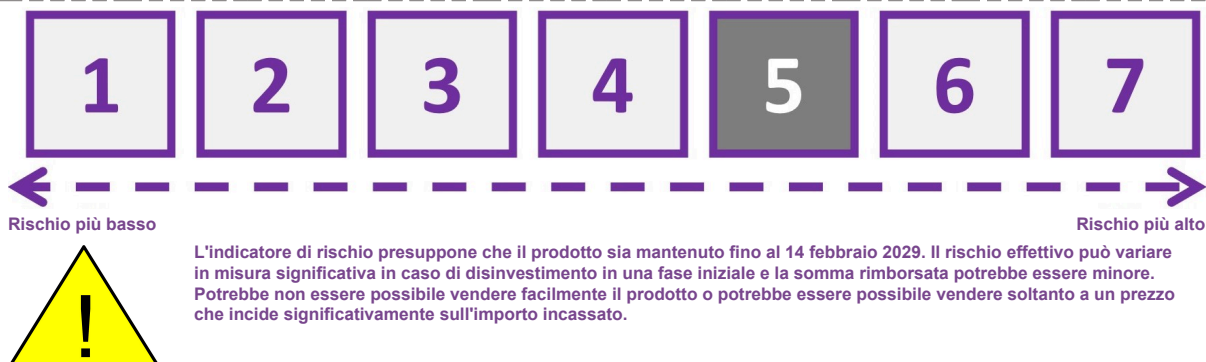 1 2 3 4 5 6 7
Rischio più basso Rischio più alto
L'indicatore di rischio presuppone che il prodotto sia mantenuto fino al 14 febbraio 2029. Il rischio effettivo può variare
in misura significativa in caso di disinvestimento in una fase iniziale e la somma rimborsata potrebbe essere minore.
Potrebbe non essere possibile vendere facilmente il prodotto o potrebbe essere possibile vendere soltanto a un prezzo
che incide significativamente sull'importo incassato.
!